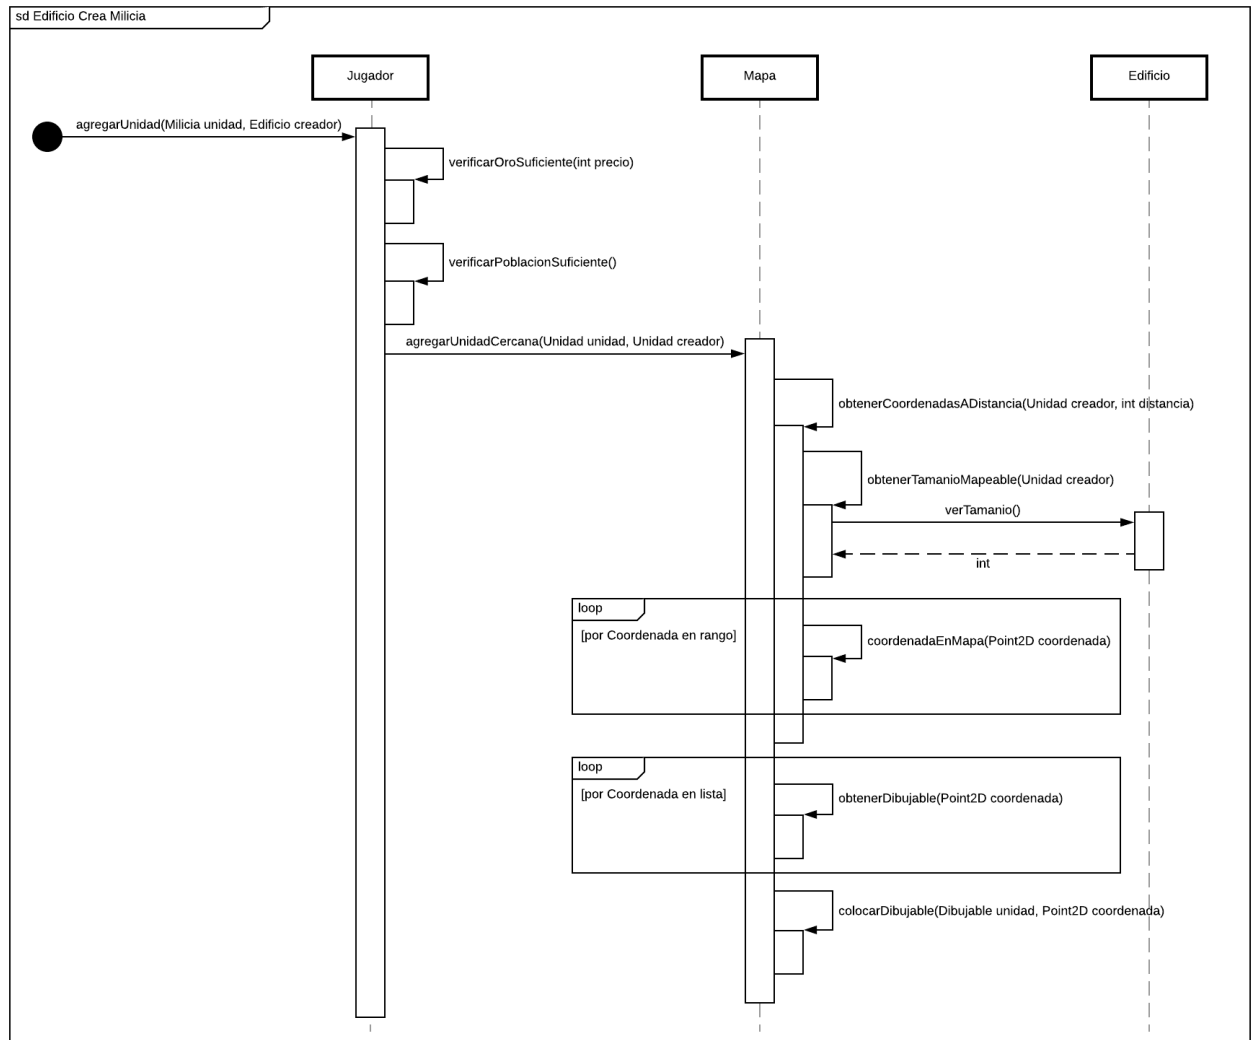 sd Edificio Crea Milicia
Jugador
Mapa
Edificio
agregarUnidad(Milicia unidad, Edificio creador)
verificarOroSuficiente(int precio)
verificarPoblacionSuficiente()
agregarUnidadCercana(Unidad unidad, Unidad creador)
obtenerCoordenadasADistancia(Unidad creador, int distancia)
obtenerTamanioMapeable(Unidad creador)
verTamanio()
int
loop
[por Coordenada en rango]
coordenadaEnMapa(Point2D coordenada)
loop
[por Coordenada en lista]
obtenerDibujable(Point2D coordenada)
colocarDibujable(Dibujable unidad, Point2D coordenada)